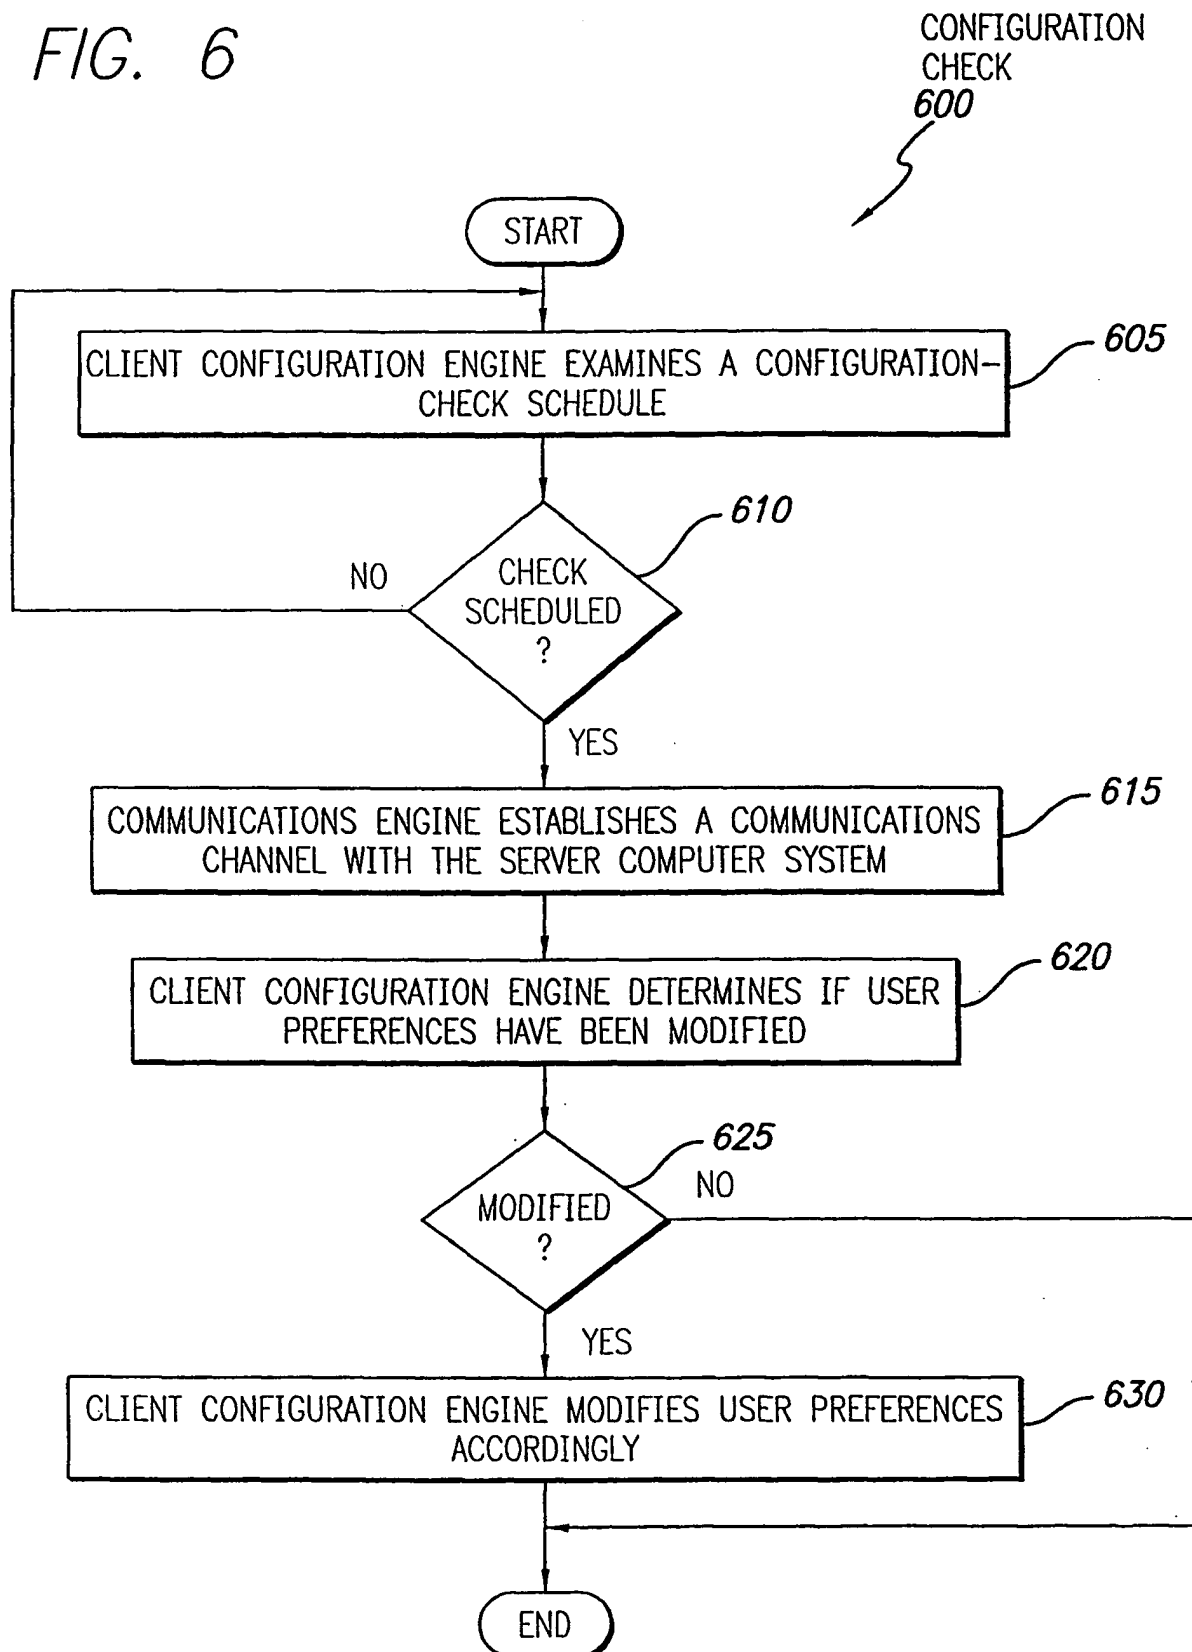 FIG. 6
CONFIGURATION
CHECK
600
START
CLIENT CONFIGURATION ENGINE EXAMINES A CONFIGURATION-
CHECK SCHEDULE
605
610
NO
CHECK
SCHEDULED
?
YES
COMMUNICATIONS ENGINE ESTABLISHES A COMMUNICATIONS
CHANNEL WITH THE SERVER COMPUTER SYSTEM
615
CLIENT CONFIGURATION ENGINE DETERMINES IF USER
PREFERENCES HAVE BEEN MODIFIED
620
625
MODIFIED
?
NO
YES
CLIENT CONFIGURATION ENGINE MODIFIES USER PREFERENCES
ACCORDINGLY
630
END